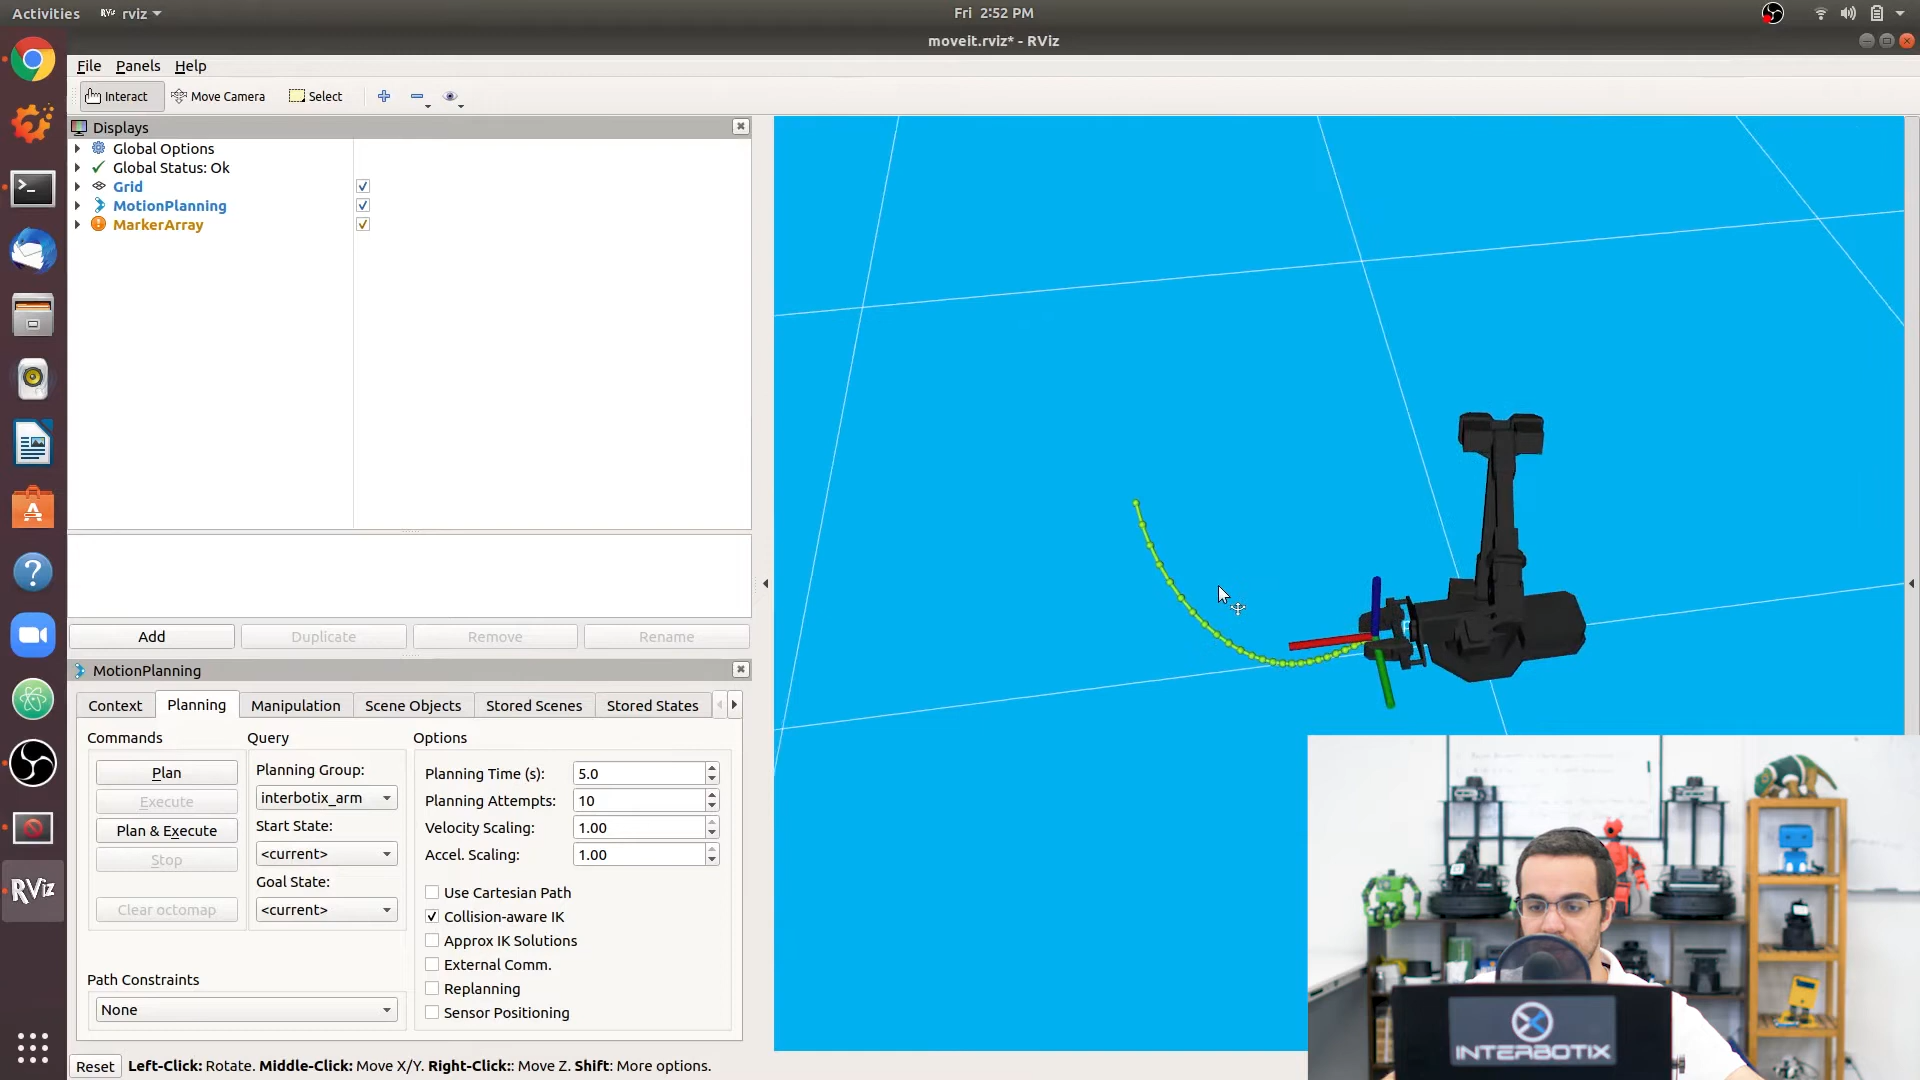 Activities
RViz rviz
Fri 2:52 PM
moveit.rviz* - RViz
File Panels Help
Interact Move Camera Select
Displays
Global Options
Global Status: Ok
Grid
MotionPlanning
MarkerArray
Add Duplicate Remove Rename
MotionPlanning
Context Planning Manipulation Scene Objects Stored Scenes Stored States
Commands Query Options
Plan
Execute
Plan & Execute
Stop
Clear octomap
Planning Group:
interbotix_arm
Start State:
<current>
Goal State:
<current>
Planning Time (s): 5.0
Planning Attempts: 10
Velocity Scaling: 1.00
Accel. Scaling: 1.00
Use Cartesian Path
Collision-aware IK
Approx IK Solutions
External Comm.
Replanning
Sensor Positioning
Path Constraints
None
RViz
Reset Left-Click: Rotate. Middle-Click: Move X/Y. Right-Click:: Move Z. Shift: More options.
INTERBOTIX